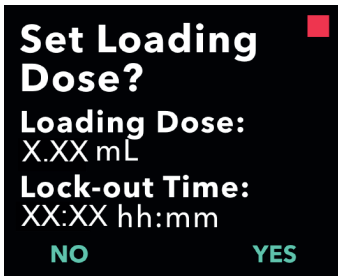 Set Loading
Dose?
Loading Dose:
X.XX mL
Lock-out Time:
XX:XX hh:mm
NO YES